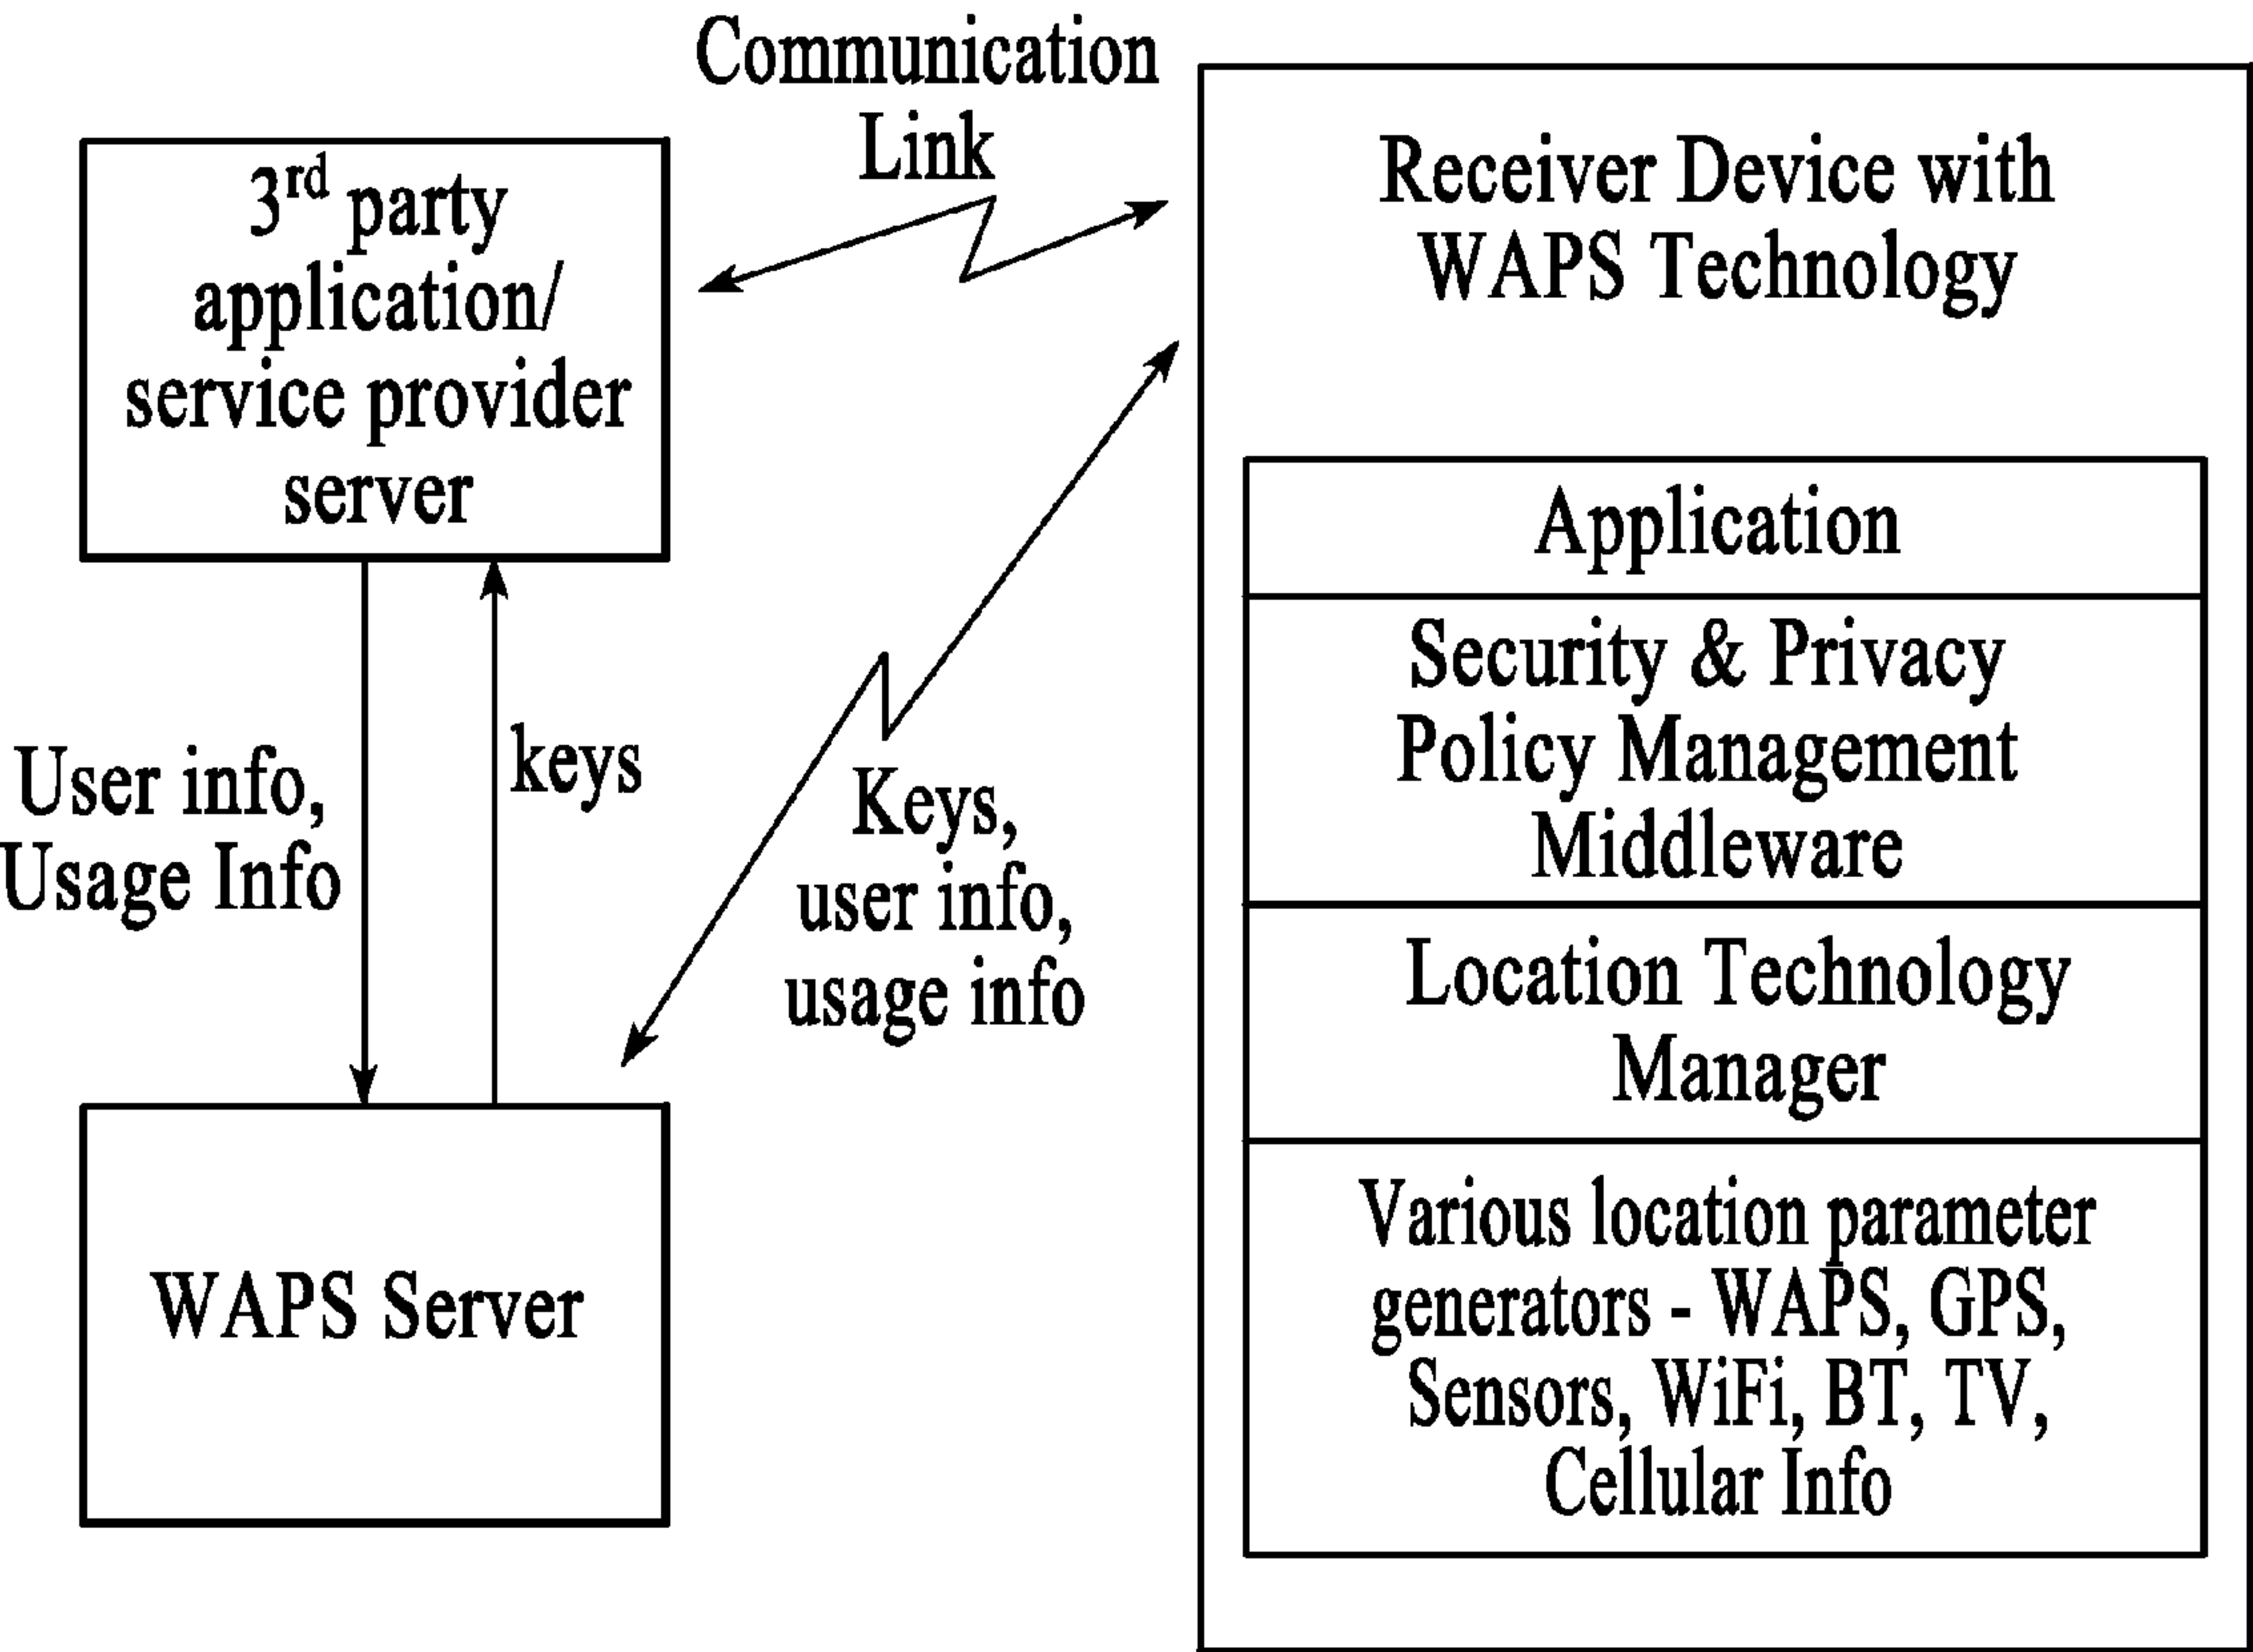 Communication
Link
3rd party
application/
service provider
server
User info,
Usage Info
keys
Keys,
user info,
usage info
WAPS Server
Receiver Device with
WAPS Technology
Application
Security & Privacy
Policy Management
Middleware
Location Technology
Manager
Various location parameter
generators - WAPS, GPS,
Sensors, WiFi, BT, TV,
Cellular Info